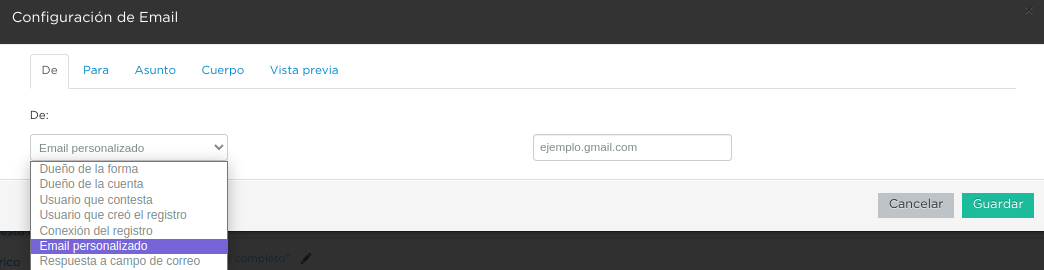 Configuración de Email
×
De Para Asunto Cuerpo Vista previa
De:
Email personalizado
ejemplo.gmail.com
Dueño de la forma
Dueño de la cuenta
Usuario que contesta
Usuario que creó el registro
Conexión del registro
Email personalizado
Respuesta a campo de correo
Cancelar Guardar
completo"